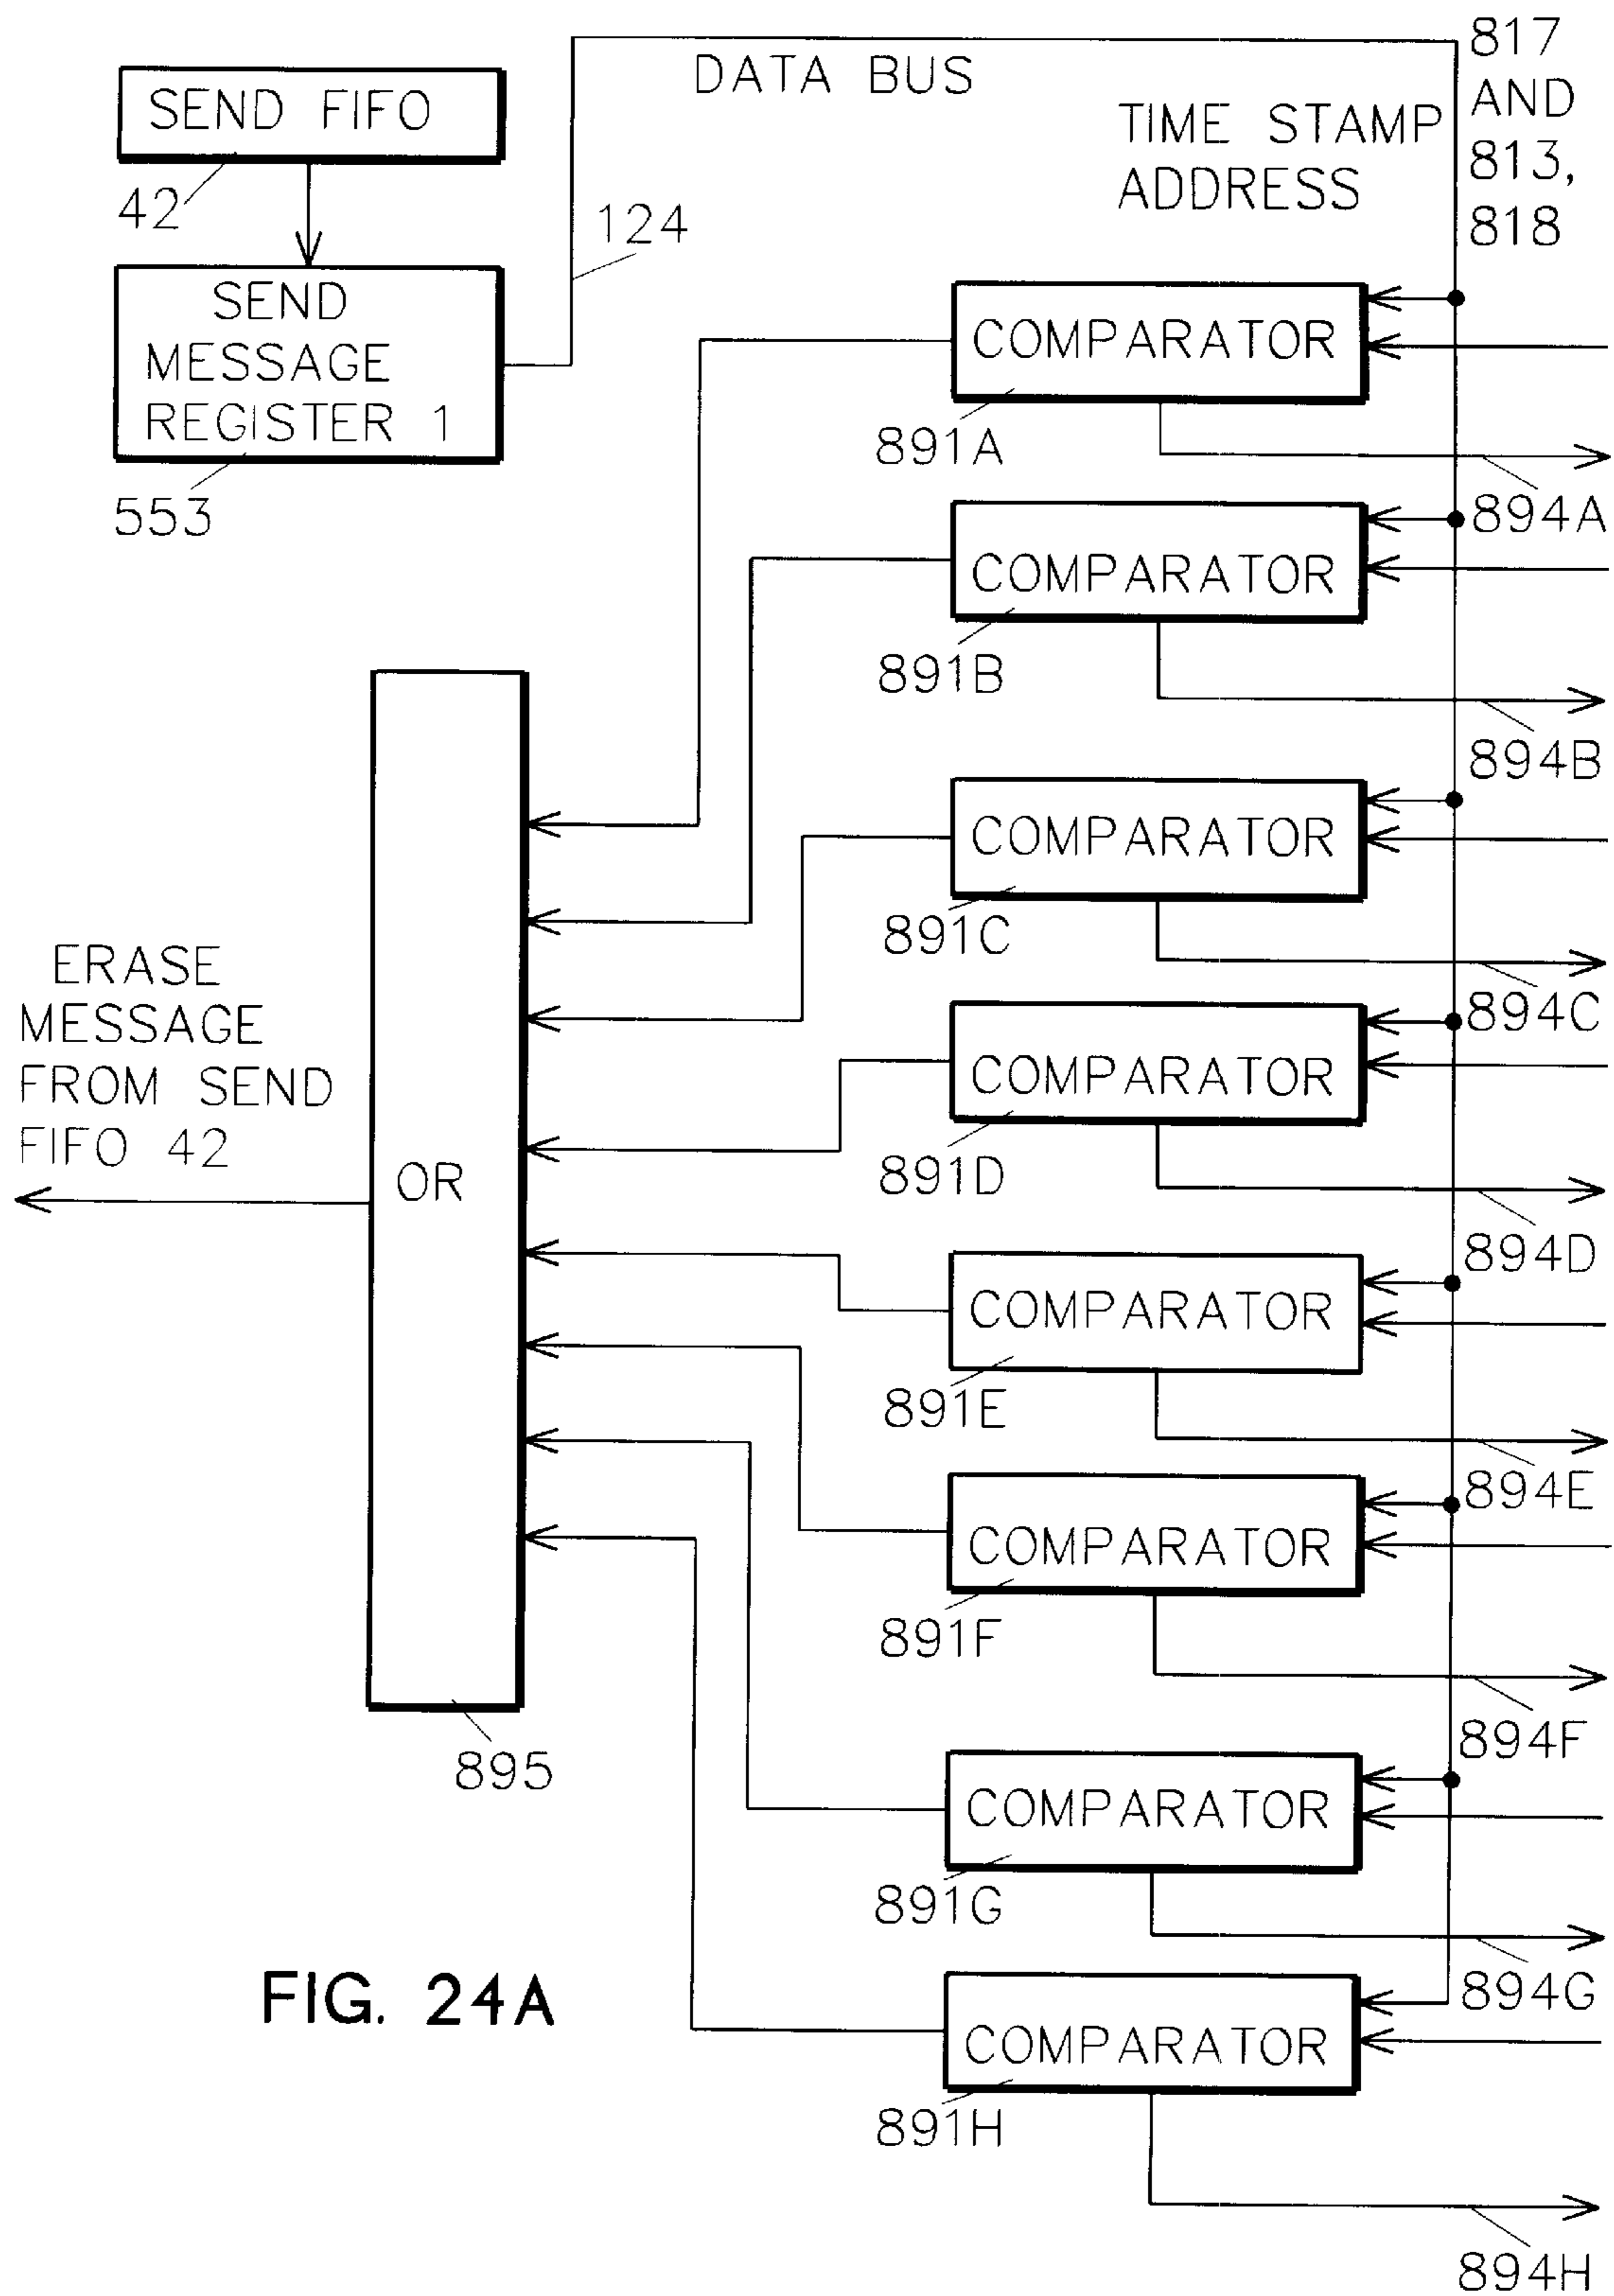 SEND FIFO
42
SEND
MESSAGE
REGISTER 1
553
124
DATA BUS
TIME STAMP
ADDRESS
817
AND
813,
818
COMPARATOR
891A
894A
COMPARATOR
891B
894B
COMPARATOR
891C
894C
COMPARATOR
891D
894D
COMPARATOR
891E
894E
COMPARATOR
891F
894F
COMPARATOR
891G
894G
COMPARATOR
891H
894H
ERASE
MESSAGE
FROM SEND
FIFO 42
OR
895
FIG. 24A